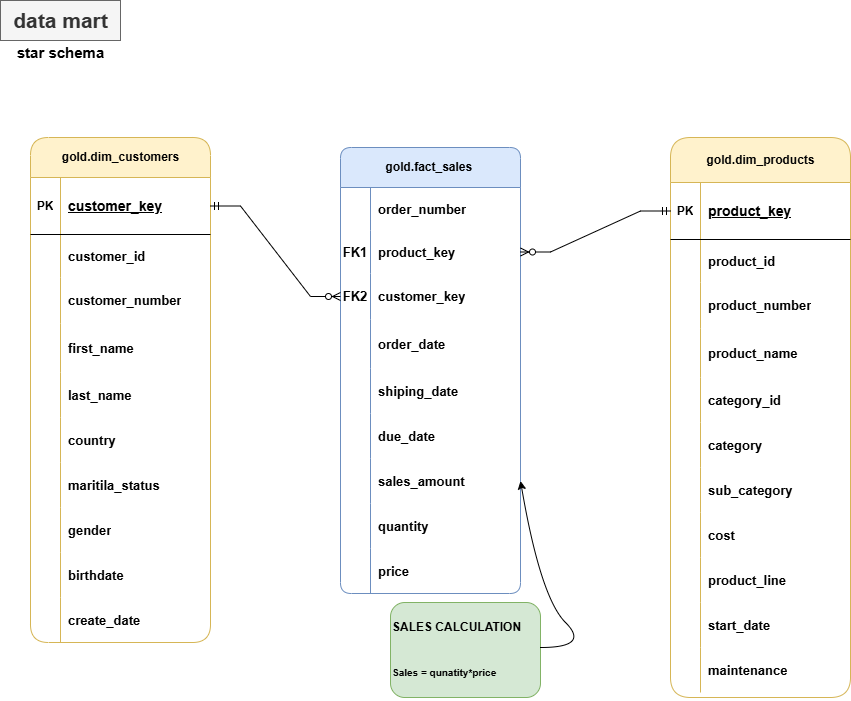 data mart
star schema
gold.dim_customers
PK customer_key
customer_id
customer_number
first_name
last_name
country
maritila_status
gender
birthdate
create_date
gold.fact_sales
order_number
FK1 product_key
FK2 customer_key
order_date
shiping_date
due_date
sales_amount
quantity
price
SALES CALCULATION
Sales = qunatity*price
gold.dim_products
PK product_key
product_id
product_number
product_name
category_id
category
sub_category
cost
product_line
start_date
maintenance